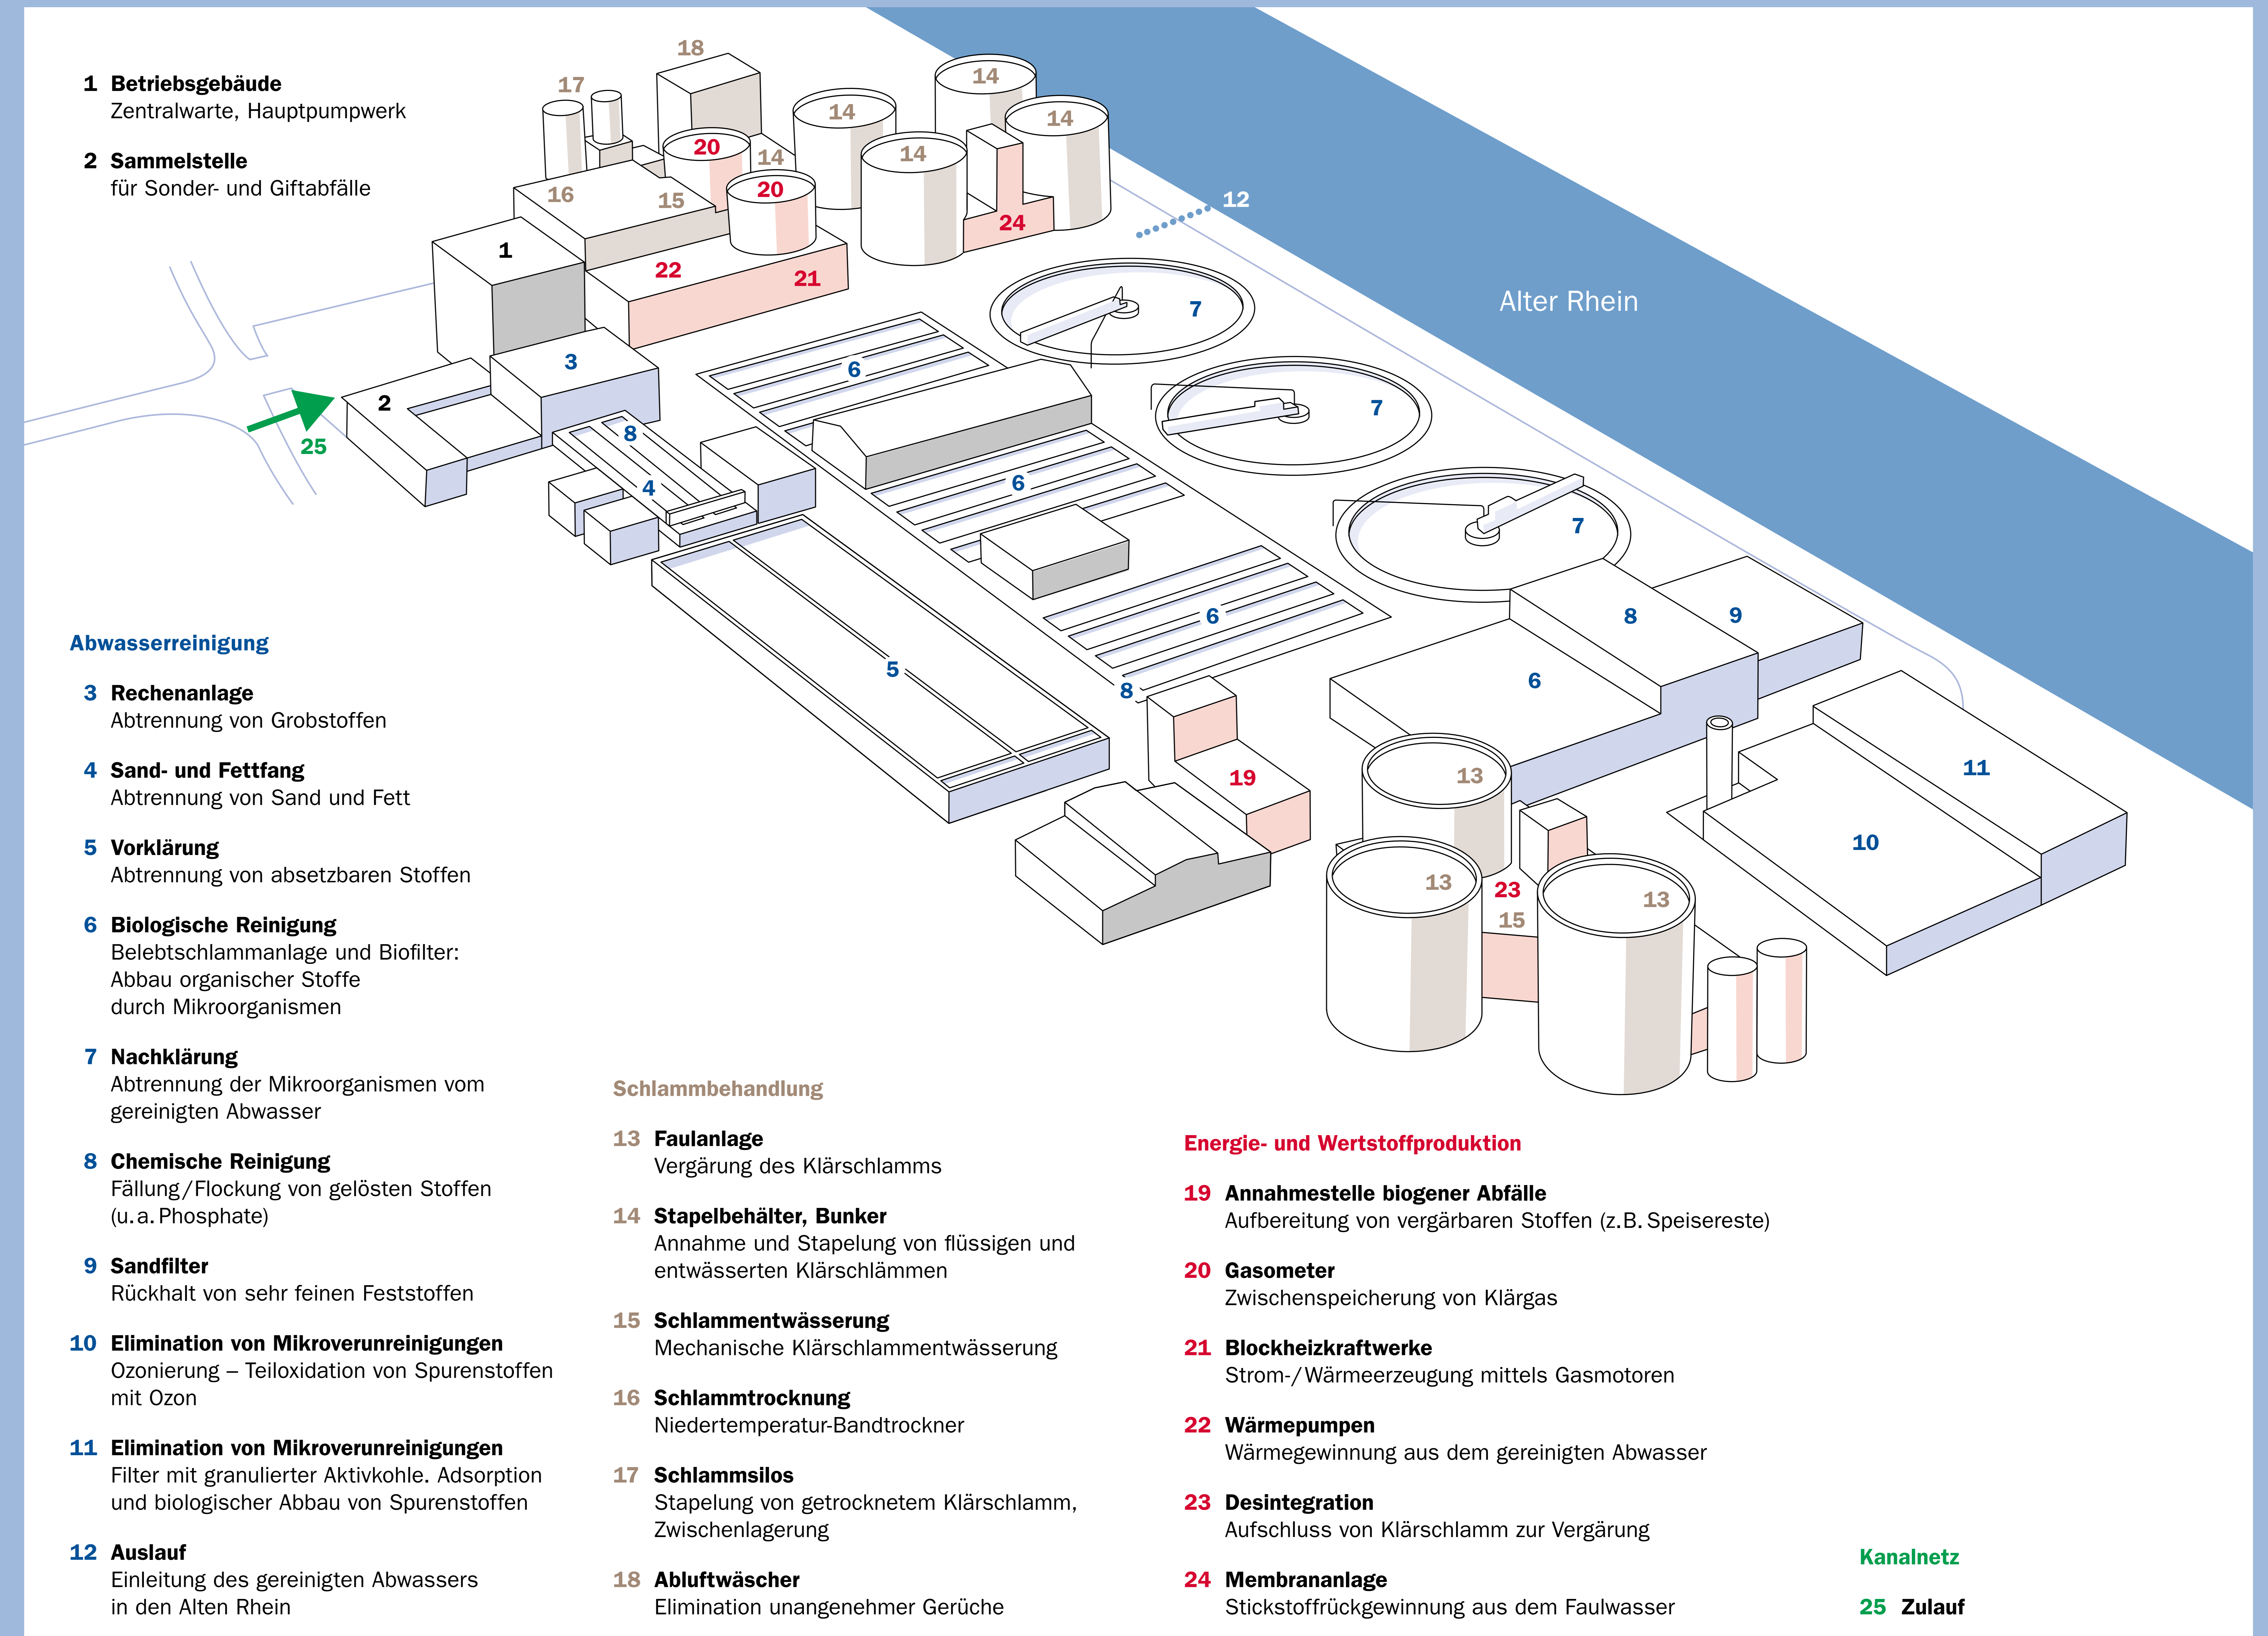 1 Betriebsgebäude
Zentralwarte, Hauptpumpwerk
2 Sammelstelle
für Sonder- und Giftabfälle
18
17
14
14
14
20
14
14
20
16
15
12
24
1
22
21
Alter Rhein
7
3
6
2
7
8
25
4
6
7
8
9
6
5
6
8
13
19
11
10
13
23
13
15
Abwasserreinigung
3 Rechenanlage
Abtrennung von Grobstoffen
4 Sand- und Fettfang
Abtrennung von Sand und Fett
5 Vorklärung
Abtrennung von absetzbaren Stoffen
6 Biologische Reinigung
Belebtschlammanlage und Biofilter:
Abbau organischer Stoffe
durch Mikroorganismen
7 Nachklärung
Abtrennung der Mikroorganismen vom
gereinigten Abwasser
8 Chemische Reinigung
Fällung/Flockung von gelösten Stoffen
(u.a.Phosphate)
9 Sandfilter
Rückhalt von sehr feinen Feststoffen
10 Elimination von Mikroverunreinigungen
Ozonierung – Teiloxidation von Spurenstoffen
mit Ozon
11 Elimination von Mikroverunreinigungen
Filter mit granulierter Aktivkohle. Adsorption
und biologischer Abbau von Spurenstoffen
12 Auslauf
Einleitung des gereinigten Abwassers
in den Alten Rhein
Schlammbehandlung
13 Faulanlage
Vergärung des Klärschlamms
14 Stapelbehälter, Bunker
Annahme und Stapelung von flüssigen und
entwässerten Klärschlämmen
15 Schlammentwässerung
Mechanische Klärschlammentwässerung
16 Schlammtrocknung
Niedertemperatur-Bandtrockner
17 Schlammsilos
Stapelung von getrocknetem Klärschlamm,
Zwischenlagerung
18 Abluftwäscher
Elimination unangenehmer Gerüche
Energie- und Wertstoffproduktion
19 Annahmestelle biogener Abfälle
Aufbereitung von vergärbaren Stoffen (z.B. Speisereste)
20 Gasometer
Zwischenspeicherung von Klärgas
21 Blockheizkraftwerke
Strom-/Wärmeerzeugung mittels Gasmotoren
22 Wärmepumpen
Wärmegewinnung aus dem gereinigten Abwasser
23 Desintegration
Aufschluss von Klärschlamm zur Vergärung
24 Membrananlage
Stickstoffrückgewinnung aus dem Faulwasser
Kanalnetz
25 Zulauf